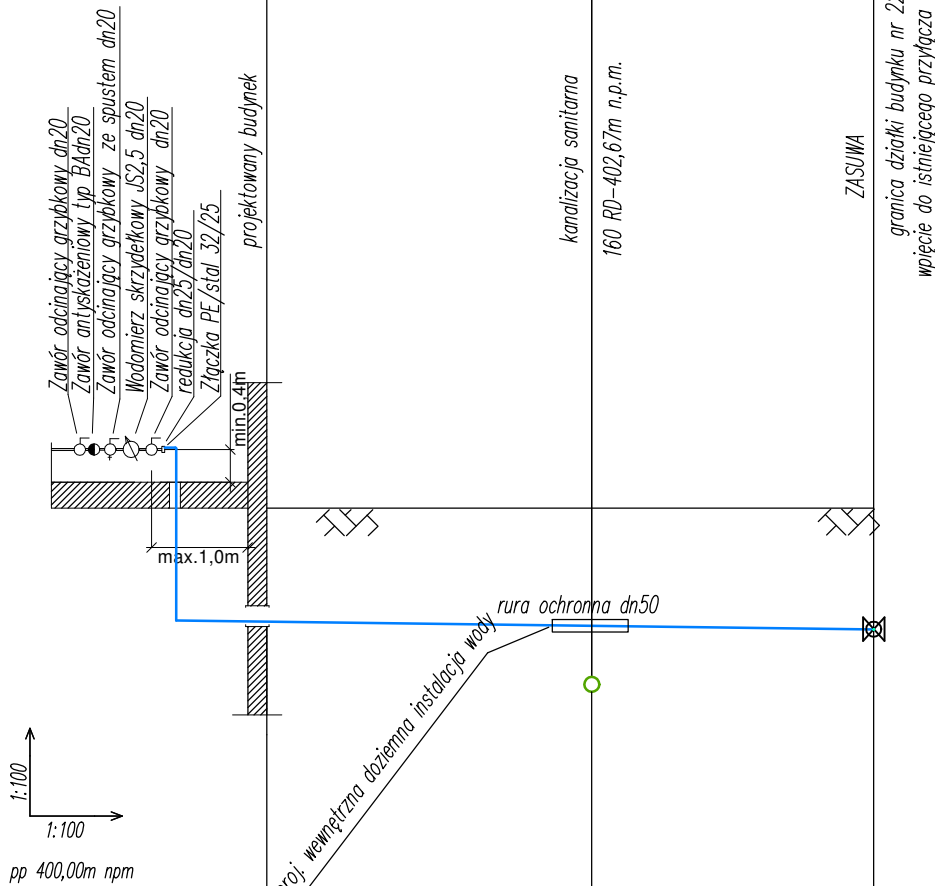 Zawór odcinający grzybkowy dn20
Zawór antyskażeniowy typ BAdn20
Zawór odcinający grzybkowy ze spustem dn20
Wodomierz skrzydełkowy JS2,5 dn20
Zawór odcinający grzybkowy dn20
redukcja dn25/dn20
Złączka PE/stal 32/25
projektowany budynek
kanalizacja sanitarna
160 RD-402,67m n.p.m.
ZASUWA
granica działki budynku nr
wpięcie do istniejącego przyłącza
min.0,4m
max.1,0m
rura ochronna dn50
proj. wewnętrzna doziemna instalacja wody
1:100
1:100
pp 400,00m npm